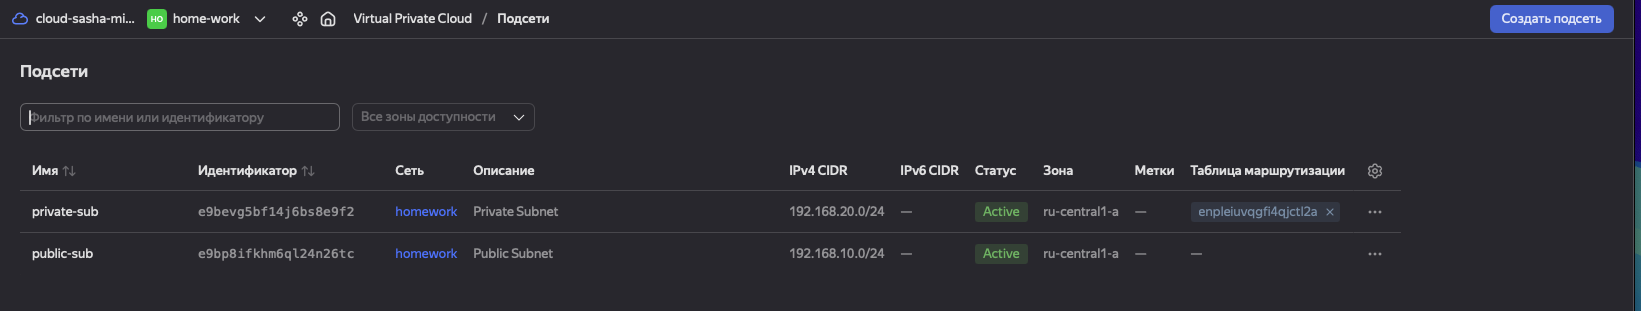 cloud-sasha-mi... HO home-work Virtual Private Cloud / Подсети Создать подсеть
Подсети
Фильтр по имени или идентификатору Все зоны доступности
Имя Идентификатор Сеть Описание IPv4 CIDR IPv6 CIDR Статус Зона Метки Таблица маршрутизации
private-sub e9bevg5bf14j6bs8e9f2 homework Private Subnet 192.168.20.0/24 — Active ru-central1-a — enpleiuvqgfi4qjctl2a ×
public-sub e9bp8ifkhm6ql24n26tc homework Public Subnet 192.168.10.0/24 — Active ru-central1-a — —